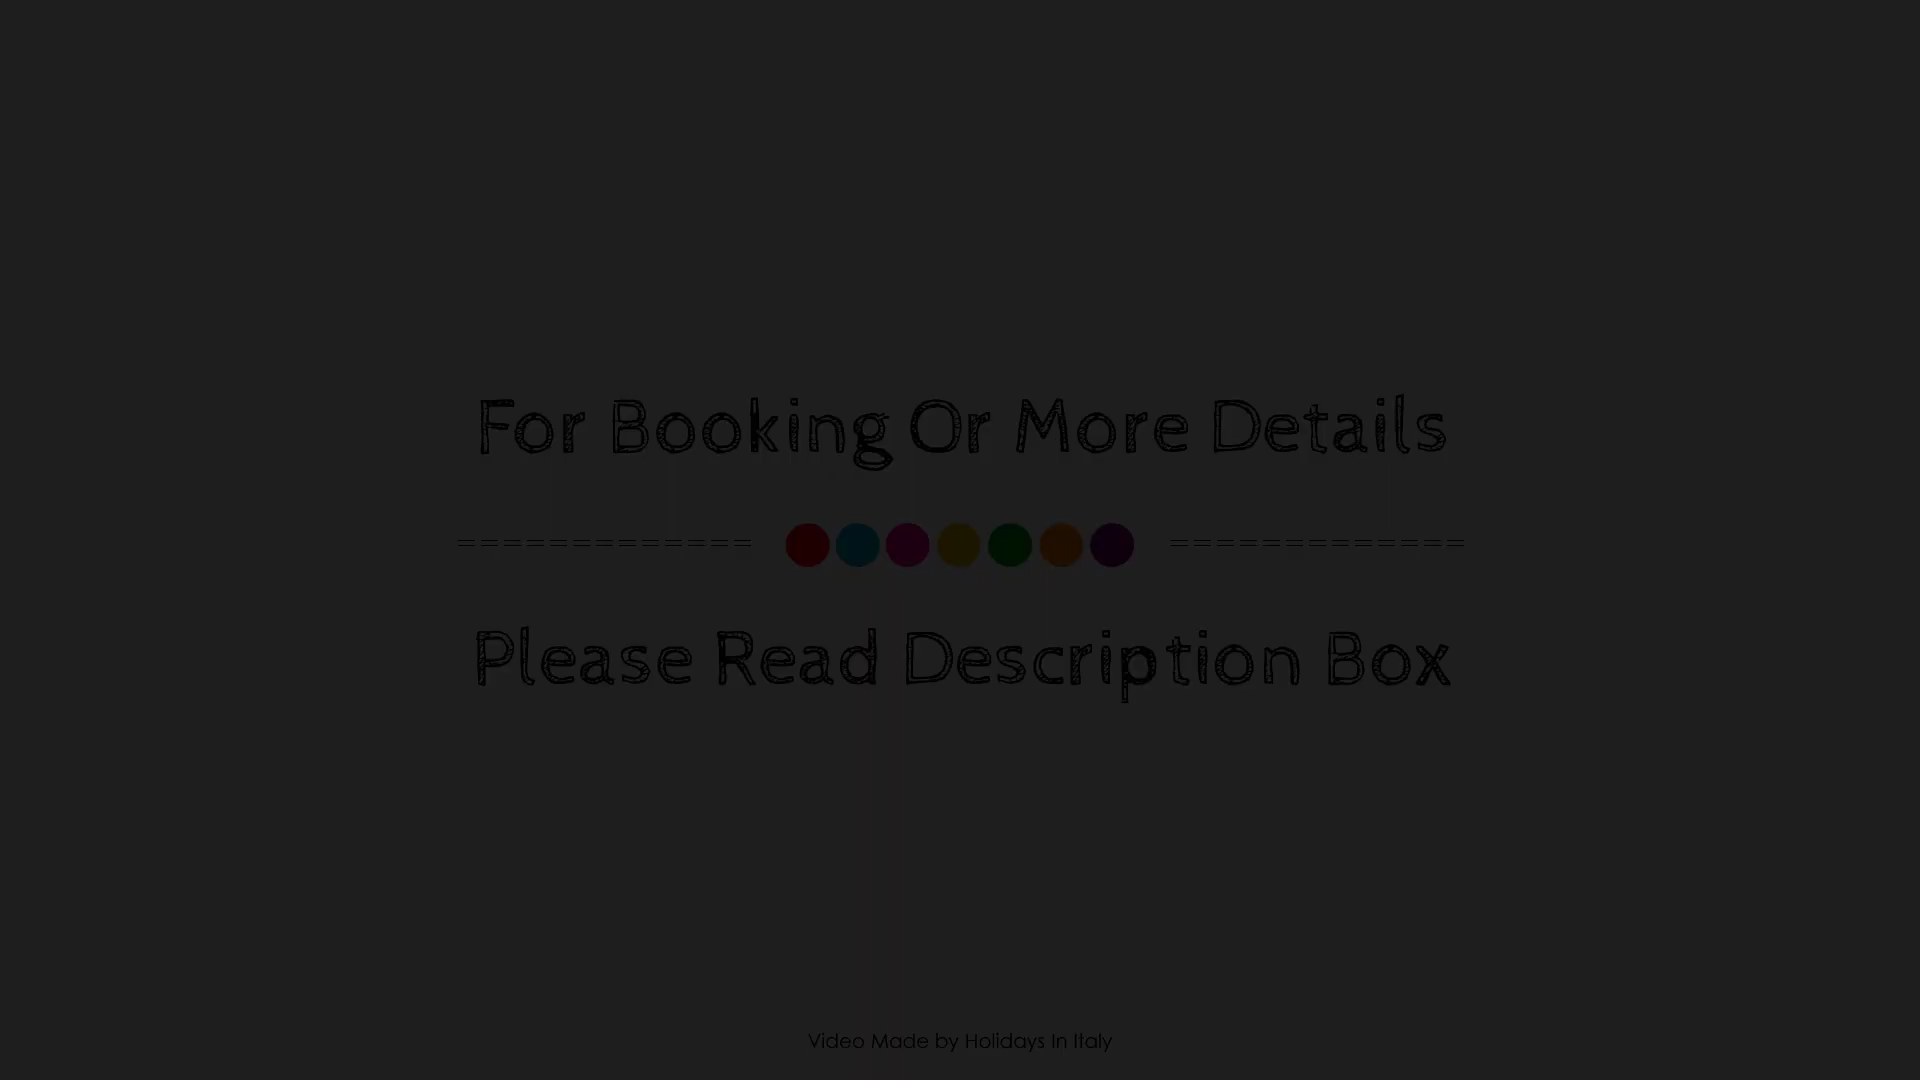 For Booking Or More Details
============= =============
Please Read Description Box
Video Made by Holidays In Italy